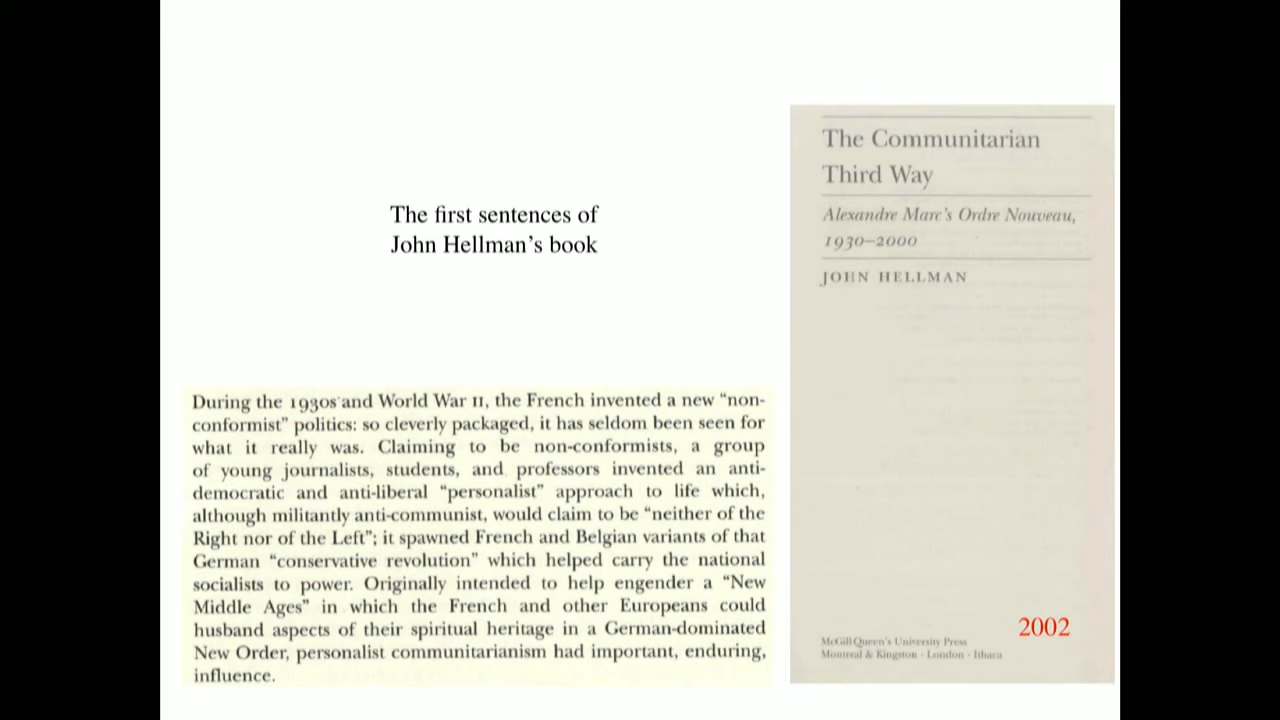 The first sentences of
John Hellman's book
The Communitarian
Third Way
Alexandre Marc's Ordre Nouveau,
1930–2000
JOHN HELLMAN
2002
McGill-Queen's University Press
Montreal & Kingston · London · Ithaca
During the 1930s and World War II, the French invented a new "non-
conformist" politics: so cleverly packaged, it has seldom been seen for
what it really was. Claiming to be non-conformists, a group
of young journalists, students, and professors invented an anti-
democratic and anti-liberal "personalist" approach to life which,
although militantly anti-communist, would claim to be "neither of the
Right nor of the Left"; it spawned French and Belgian variants of that
German "conservative revolution" which helped carry the national
socialists to power. Originally intended to help engender a "New
Middle Ages" in which the French and other Europeans could
husband aspects of their spiritual heritage in a German-dominated
New Order, personalist communitarianism had important, enduring,
influence.